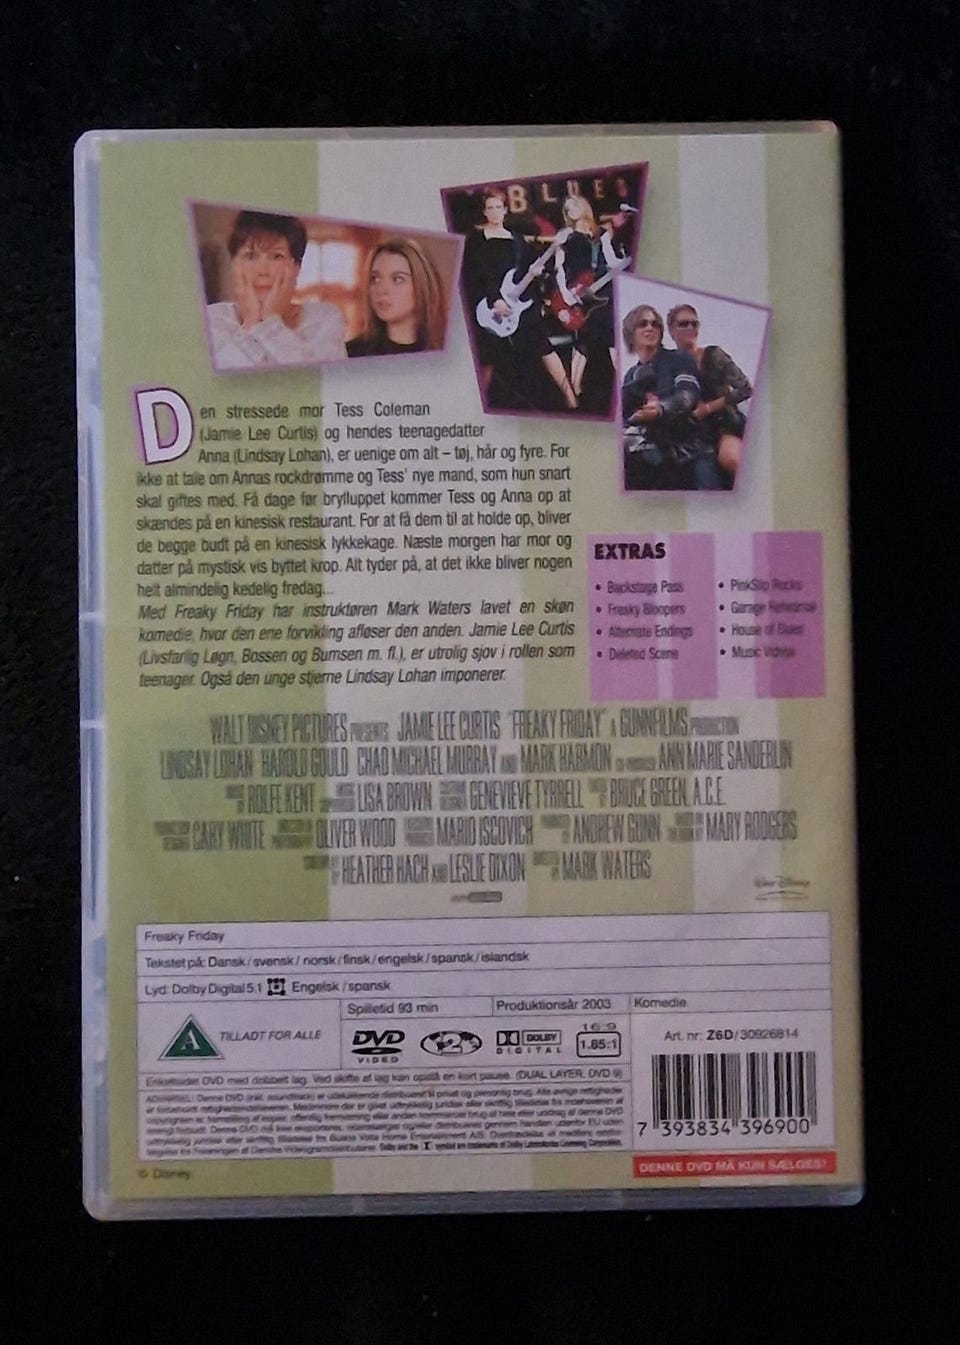 BLUES
Den stressede mor Tess Coleman
(Jamie Lee Curtis) og hendes teenagedatter
Anna (Lindsay Lohan), er uenige om alt – tøj, hår og fyre. For
ikke at tale om Annas rockdrømme og Tess' nye mand, som hun snart
skal giftes med. Få dage før brylluppet kommer Tess og Anna op at
skændes på en kinesisk restaurant. For at få dem til at holde op, bliver
de begge budt på en kinesisk lykkekage. Næste morgen har mor og
datter på mystisk vis byttet krop. Alt tyder på, at det ikke bliver nogen
helt almindelig kedelig fredag...
Med Freaky Friday har instruktøren Mark Waters lavet en skøn
komedie, hvor den ene forvikling afløser den anden. Jamie Lee Curtis
(Livsfarlig Løgn, Bossen og Bumsen m. fl.), er utrolig sjov i rollen som
teenager. Også den unge stjerne Lindsay Lohan imponerer.
EXTRAS
• Backstage Pass
• Freaky Bloopers
• Alternate Endings
• Deleted Scene
• PinkSlip Rocks
• Garage Rehearsal
• House of Blues
• Music Videos
WALT DISNEY PICTURES PRESENTS JAMIE LEE CURTIS "FREAKY FRIDAY" A GUNNFILMS PRODUCTION
LINDSAY LOHAN HAROLD GOULD CHAD MICHAEL MURRAY AND MARK HARMON CO-PRODUCER ANN MARIE SANDERLIN
ROLFE KENT LISA BROWN GENEVIEVE TYRRELL BRUCE GREEN, A.C.E.
CARY WHITE OLIVER WOOD MARIO ISCOVICH ANDREW GUNN MARY RODGERS
HEATHER HACH AND LESLIE DIXON MARK WATERS
Walt Disney
Freaky Friday
Tekstet på: Dansk/svensk/norsk/finsk/engelsk/spansk/islandsk
Lyd: Dolby Digital 5.1 Engelsk/spansk
Spilletid 93 min
Produktionsår 2003
Komedie
A TILLADT FOR ALLE
DVD VIDEO
2
DOLBY DIGITAL
16:9
1.85:1
Art. nr: Z6D/30926814
Enkeltsidet DVD med dobbelt lag. Ved skifte af lag kan opstå en kort pause. (DUAL LAYER, DVD 9)
7 393834 396900
DENNE DVD MÅ KUN SÆLGES!
© Disney